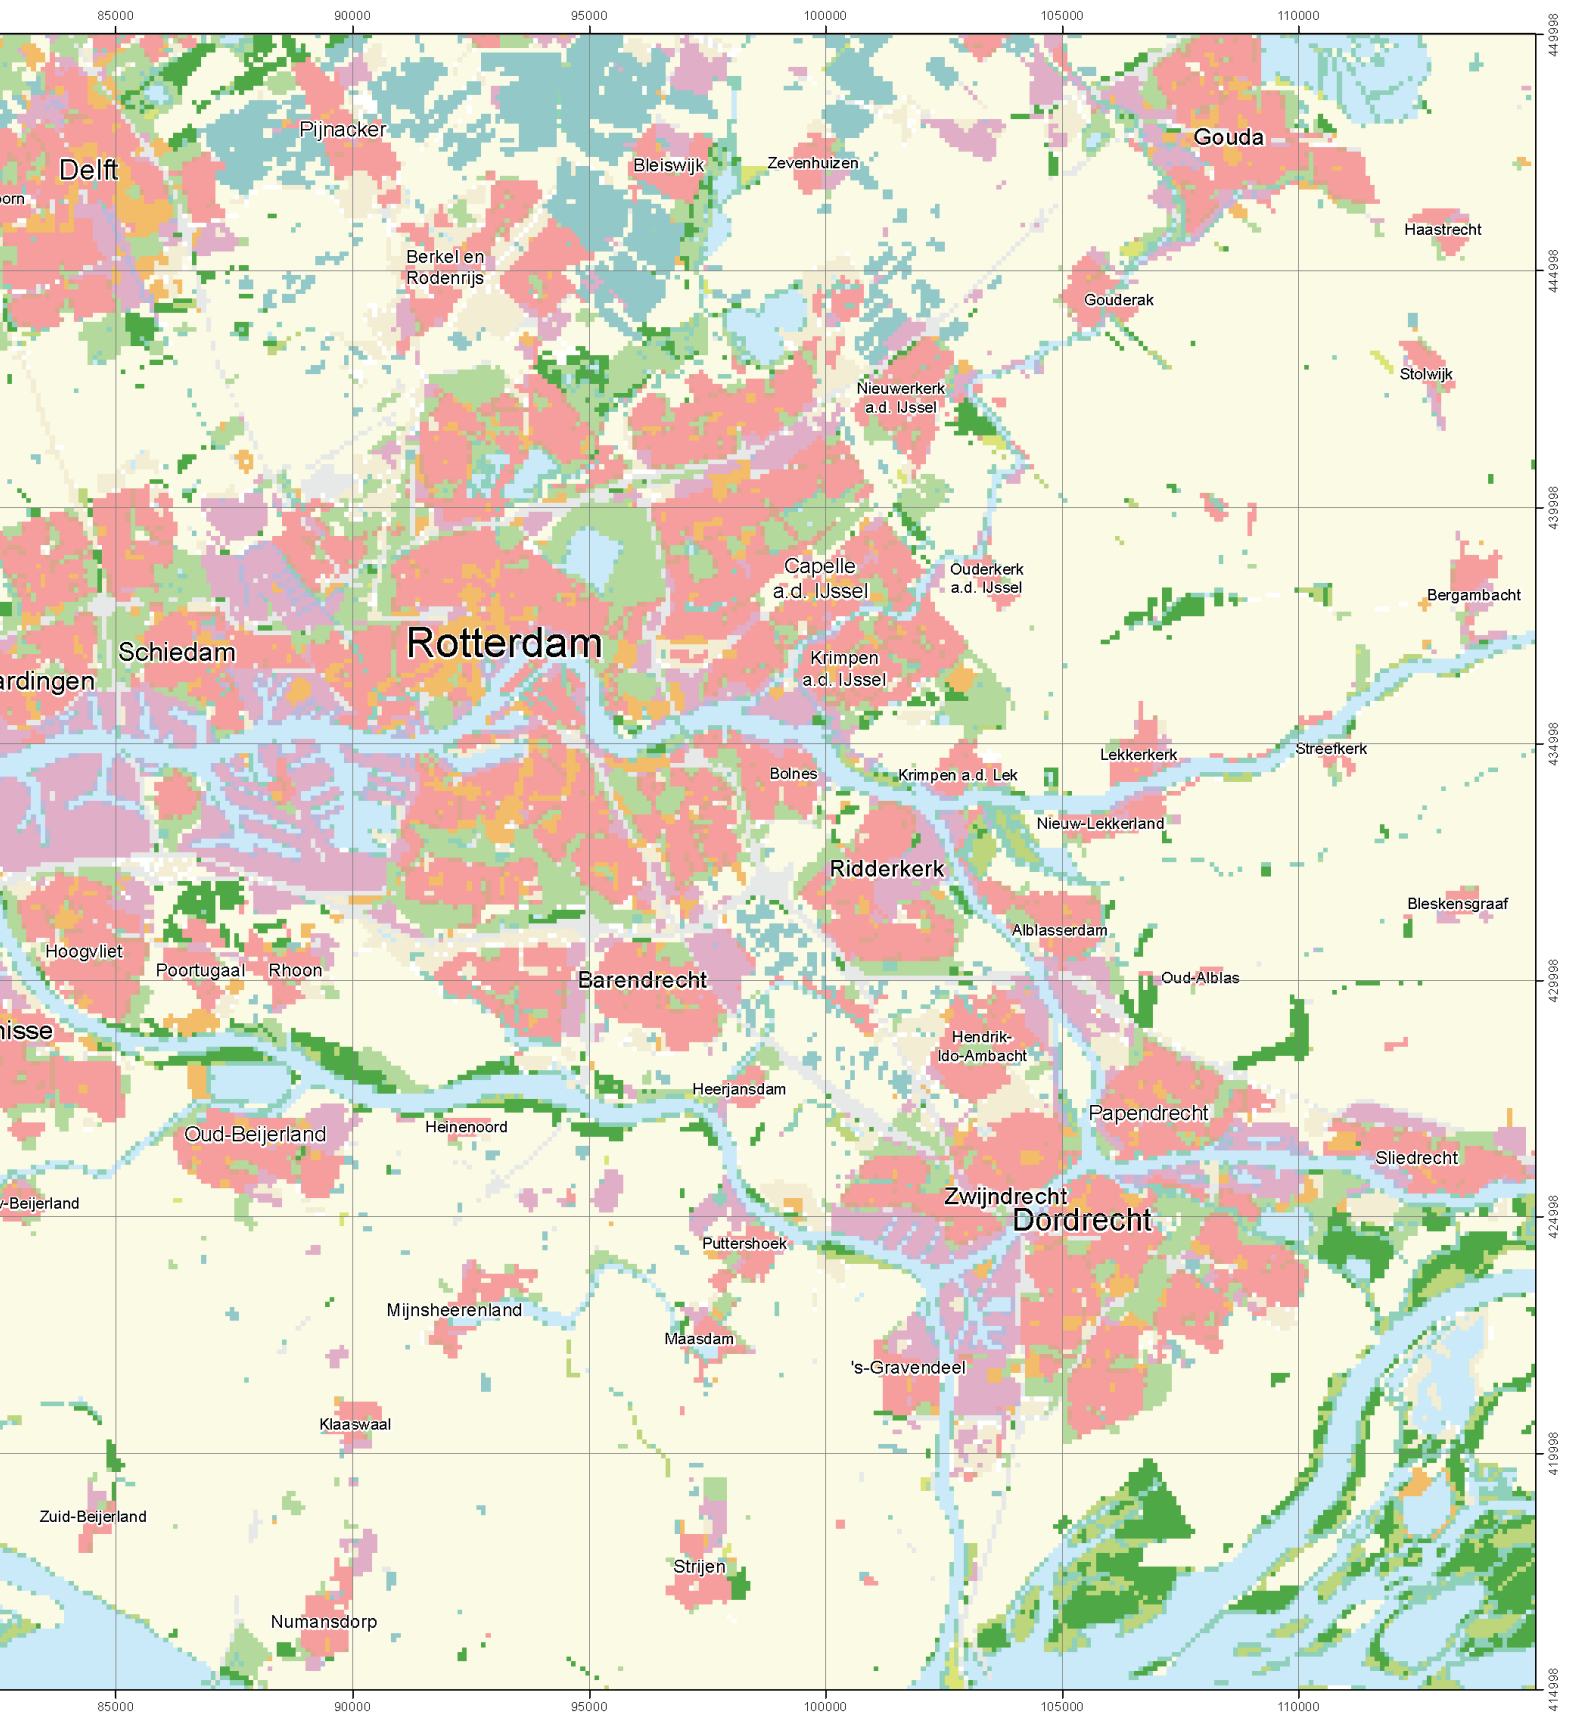 85000 90000 95000 100000 105000 110000
449998
Pijnacker
Gouda
Delft
Bleiswijk
Zevenhuizen
oorn
Haastrecht
Berkel en
Rodenrijs
444998
Gouderak
Stolwijk
Nieuwerkerk
a.d. IJssel
439998
Capelle
a.d. IJssel
Ouderkerk
a.d. IJssel
Bergambacht
Rotterdam
Schiedam
Krimpen
a.d. IJssel
ardingen
434998
Lekkerkerk
Streefkerk
Bolnes
Krimpen a.d. Lek
Nieuw-Lekkerland
Ridderkerk
Bleskensgraaf
Alblasserdam
Hoogvliet
Poortugaal
Rhoon
Barendrecht
Oud-Alblas
429998
nisse
Hendrik-
Ido-Ambacht
Heerjansdam
Papendrecht
Heinenoord
Oud-Beijerland
Sliedrecht
Zwijndrecht
v-Beijerland
Dordrecht
424998
Puttershoek
Mijnsheerenland
Maasdam
's-Gravendeel
Klaaswaal
419998
Zuid-Beijerland
Strijen
Numansdorp
414998
85000 90000 95000 100000 105000 110000